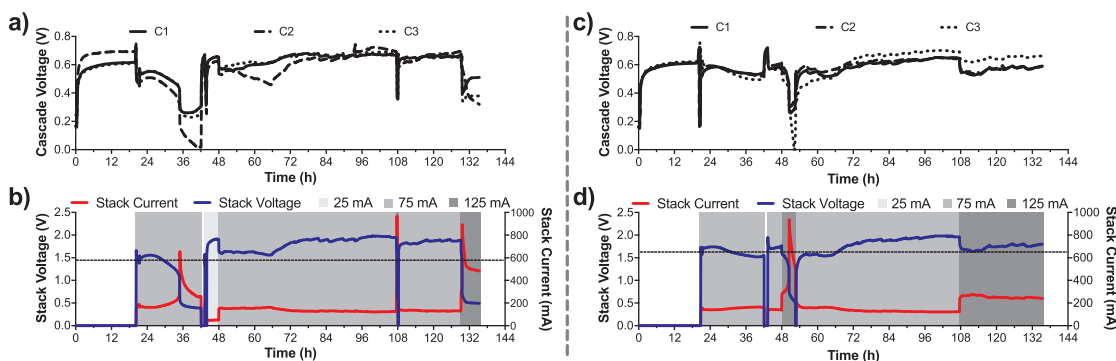 a)
C1 C2 C3
Cascade Voltage (V)
0.8
0.6
0.4
0.2
0.0
0 12 24 36 48 60 72 84 96 108 120 132 144
Time (h)
b)
Stack Current Stack Voltage 25 mA 75 mA 125 mA
Stack Voltage (V)
2.5
2.0
1.5
1.0
0.5
0.0
1000
800
600
400
200
0
Stack Current (mA)
0 12 24 36 48 60 72 84 96 108 120 132 144
Time (h)
c)
C1 C2 C3
Cascade Voltage (V)
0.8
0.6
0.4
0.2
0.0
0 12 24 36 48 60 72 84 96 108 120 132 144
Time (h)
d)
Stack Current Stack Voltage 25 mA 75 mA 125 mA
Stack Voltage (V)
2.5
2.0
1.5
1.0
0.5
0.0
1000
800
600
400
200
0
Stack Current (mA)
0 12 24 36 48 60 72 84 96 108 120 132 144
Time (h)